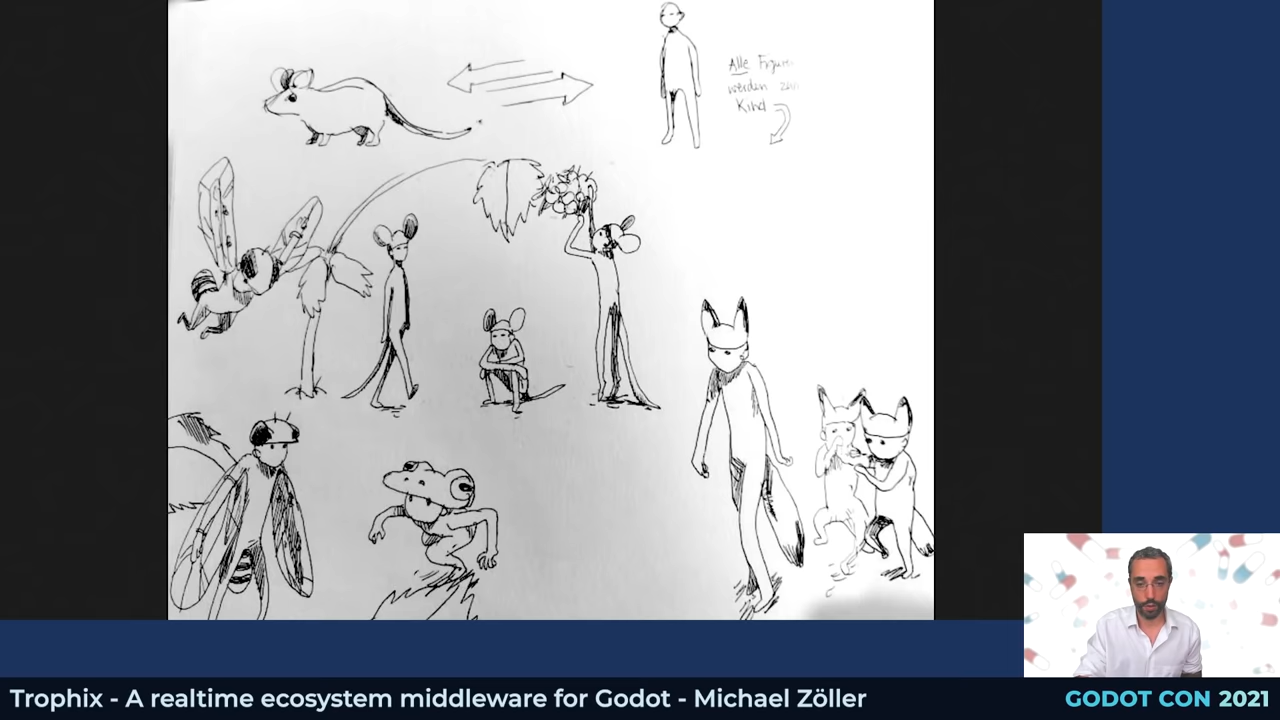 Alle
werden
Kind
Trophix - A realtime ecosystem middleware for Godot - Michael Zöller
GODOT CON 2021